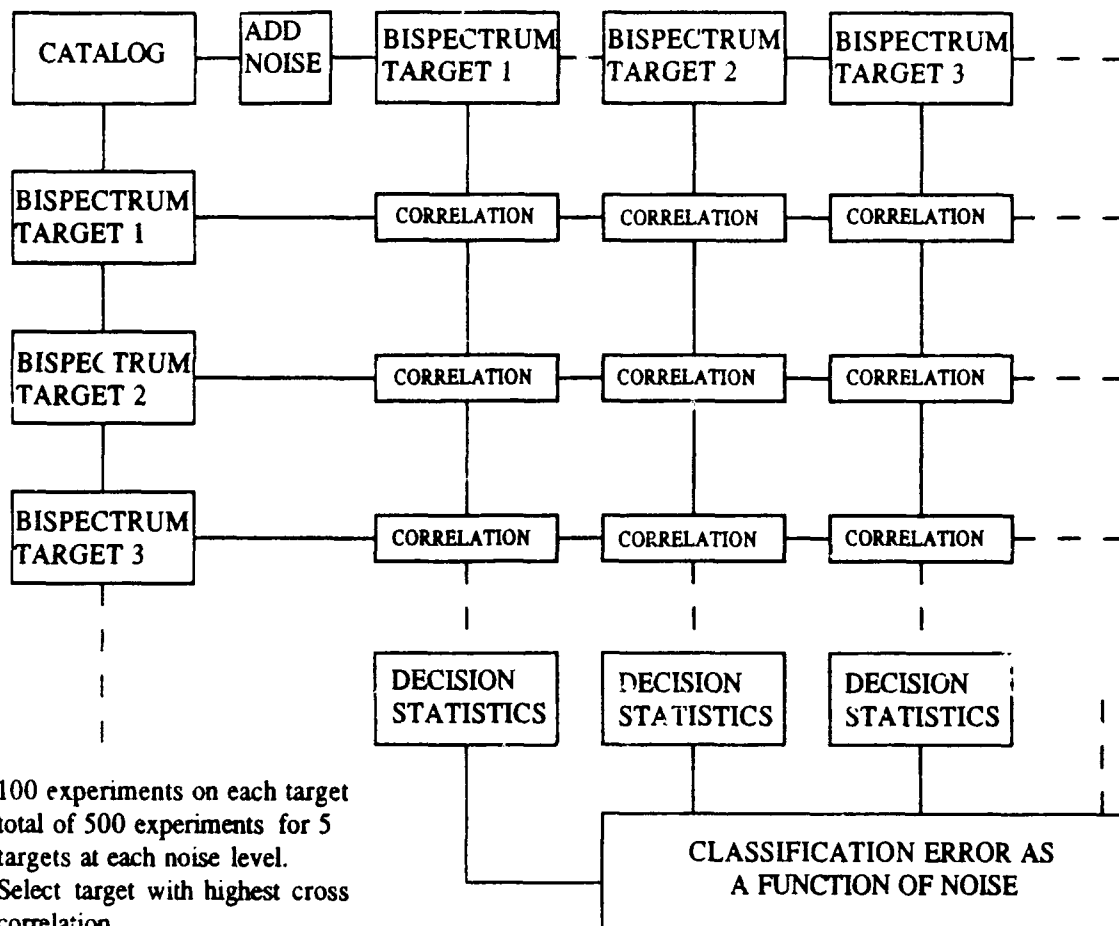 CATALOG
ADD
NOISE
BISPECTRUM
TARGET 1
BISPECTRUM
TARGET 2
BISPECTRUM
TARGET 3
BISPECTRUM
TARGET 1
CORRELATION
CORRELATION
CORRELATION
BISPECTRUM
TARGET 2
CORRELATION
CORRELATION
CORRELATION
BISPECTRUM
TARGET 3
CORRELATION
CORRELATION
CORRELATION
DECISION
STATISTICS
DECISION
STATISTICS
DECISION
STATISTICS
100 experiments on each target
total of 500 experiments for 5
targets at each noise level.
Select target with highest cross
correlation
CLASSIFICATION ERROR AS
A FUNCTION OF NOISE